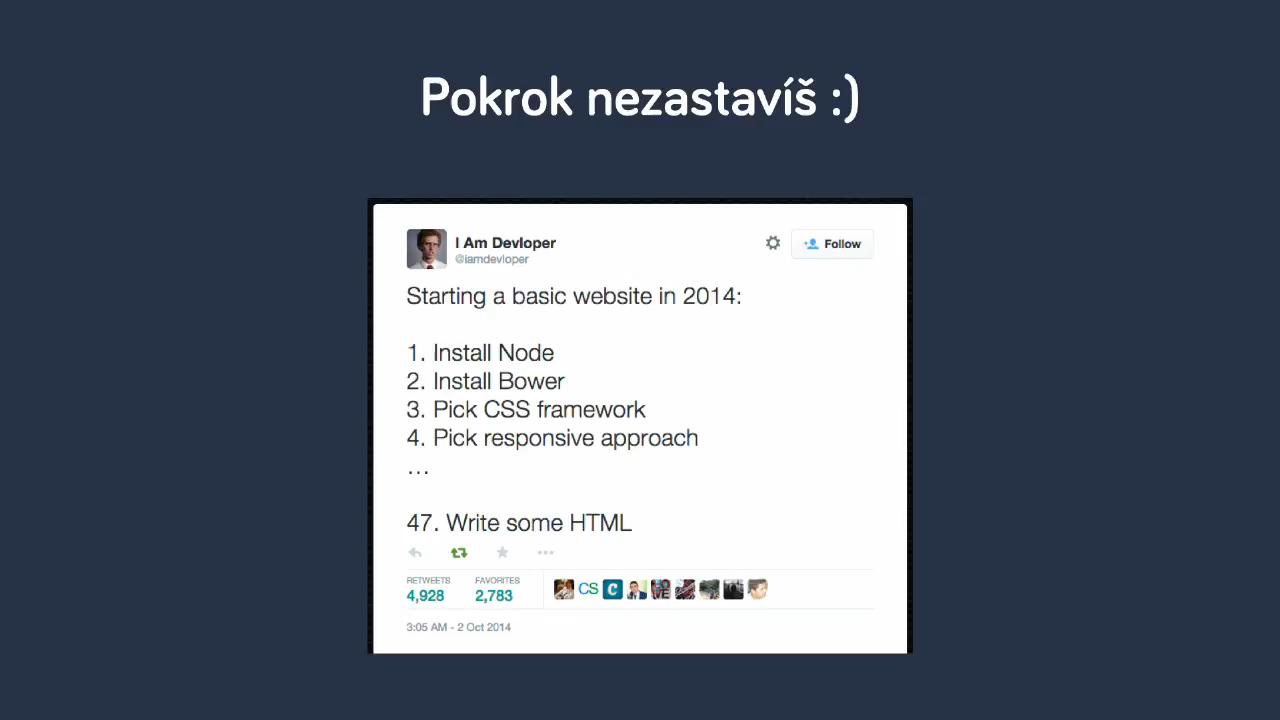 Pokrok nezastavíš :)
I Am Devloper
@iamdevloper
Follow
Starting a basic website in 2014:
1. Install Node
2. Install Bower
3. Pick CSS framework
4. Pick responsive approach
...
47. Write some HTML
RETWEETS FAVORITES
4,928 2,783
CS C
3:05 AM - 2 Oct 2014